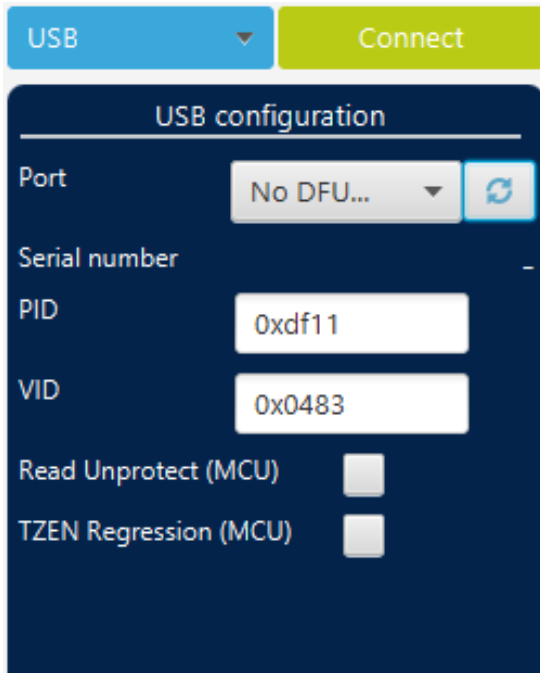 USB Connect
USB configuration
Port No DFU...
Serial number -
PID 0xdf11
VID 0x0483
Read Unprotect (MCU)
TZEN Regression (MCU)